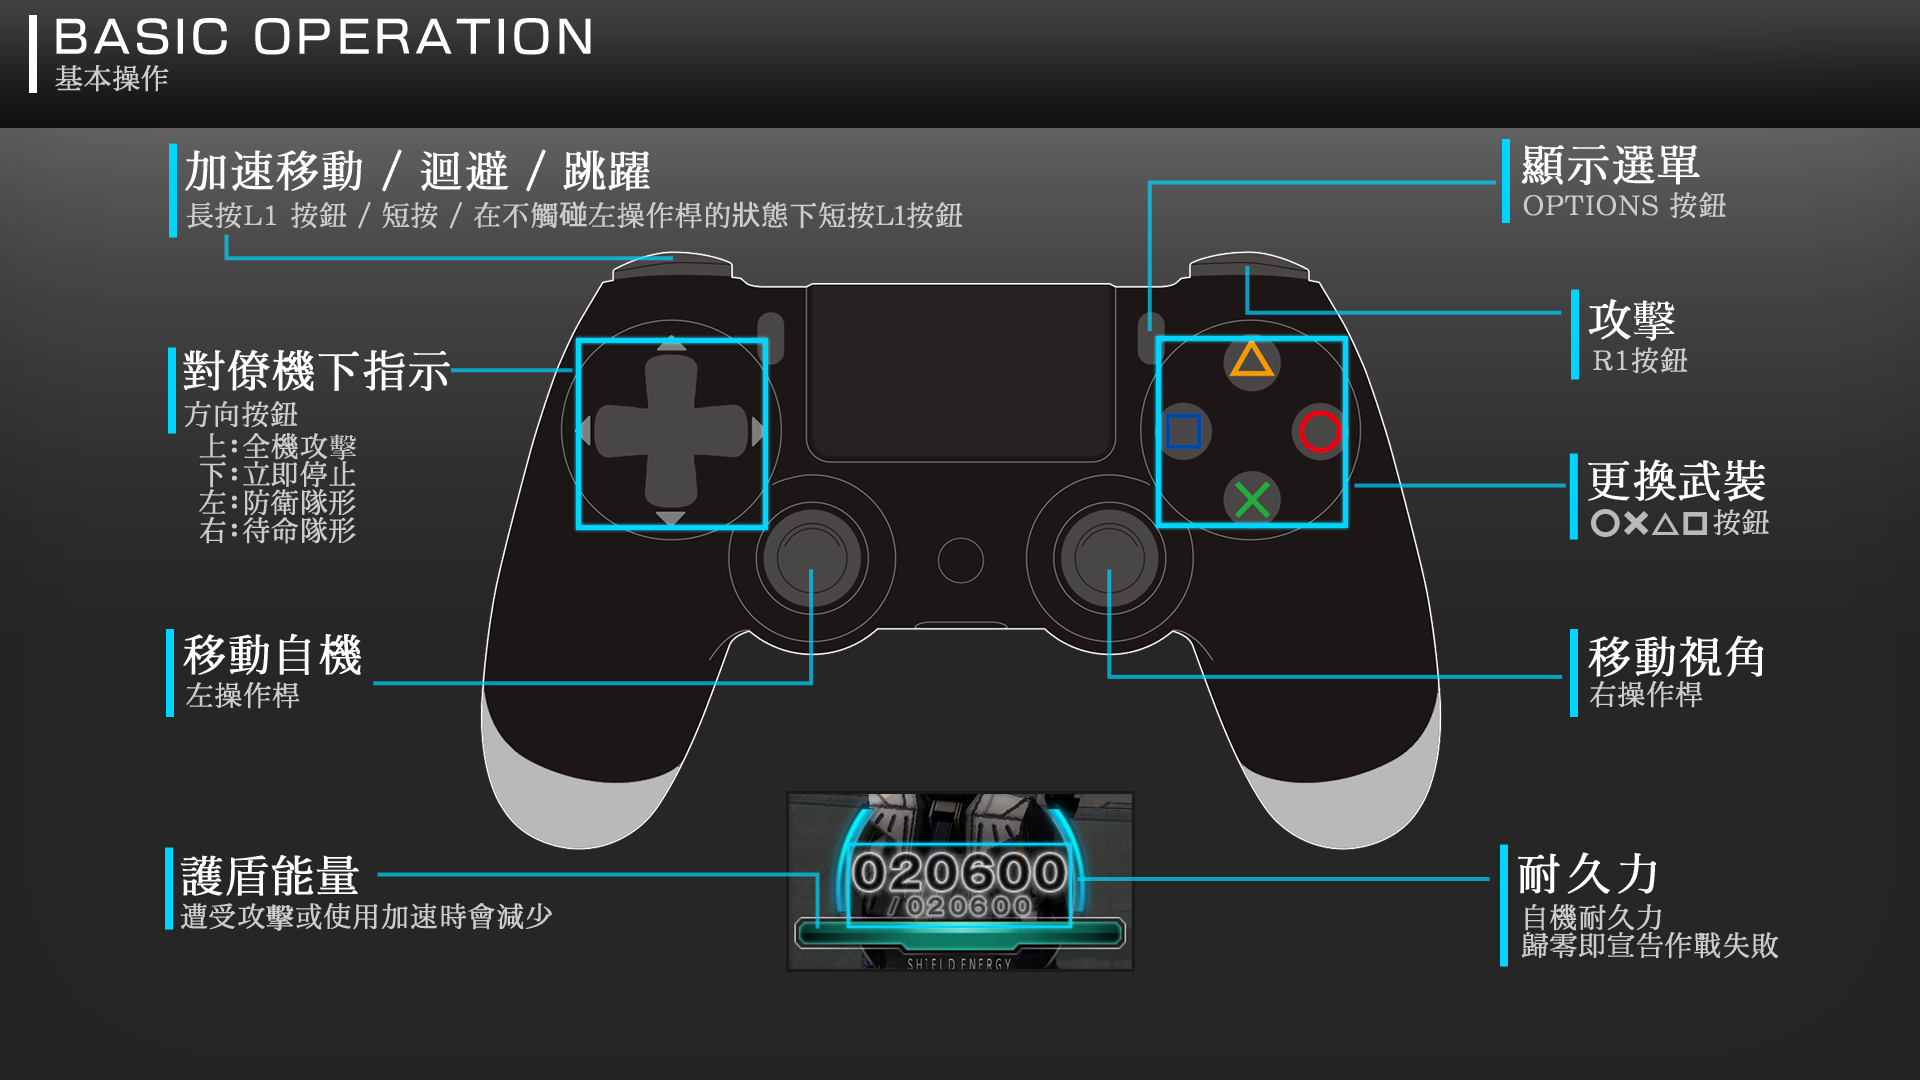 BASIC OPERATION
基本操作
加速移動 / 迴避 / 跳躍
長按L1 按鈕 / 短按 / 在不觸碰左操作桿的狀態下短按L1按鈕
顯示選單
OPTIONS 按鈕
攻擊
R1按鈕
對僚機下指示
方向按鈕
上：全機攻擊
下：立即停止
左：防衛隊形
右：待命隊形
更換武裝
○×△□按鈕
移動自機
左操作桿
移動視角
右操作桿
護盾能量
遭受攻擊或使用加速時會減少
020600
/020600
SHIELD ENERGY
耐久力
自機耐久力
歸零即宣告作戰失敗